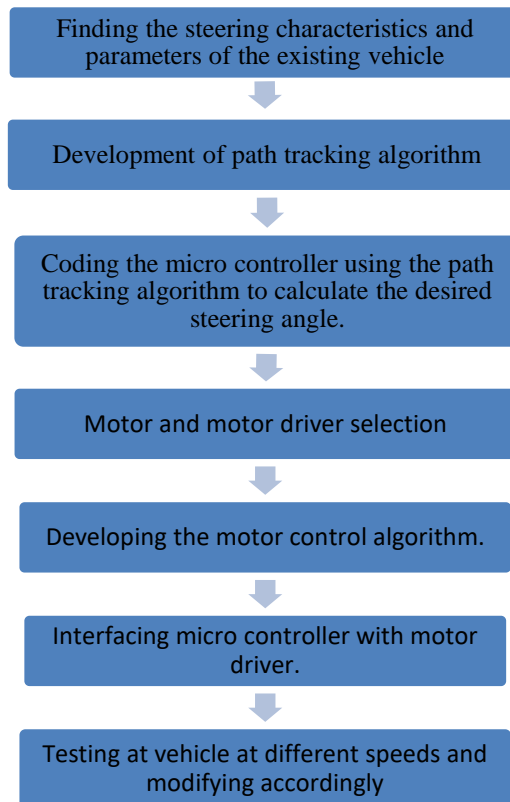 Finding the steering characteristics and
parameters of the existing vehicle
Development of path tracking algorithm
Coding the micro controller using the path
tracking algorithm to calculate the desired
steering angle.
Motor and motor driver selection
Developing the motor control algorithm.
Interfacing micro controller with motor
driver.
Testing at vehicle at different speeds and
modifying accordingly